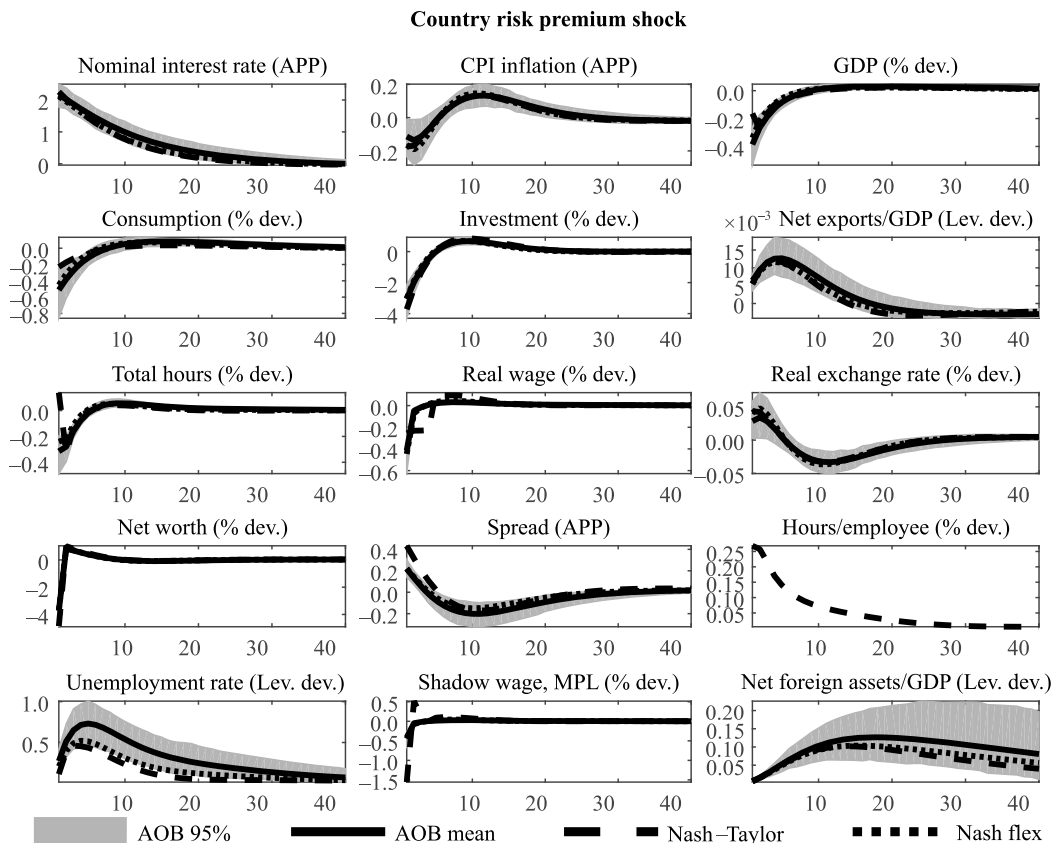 Country risk premium shock
Nominal interest rate (APP)
2
1
0
10 20 30 40
CPI inflation (APP)
0.2
0.0
−0.2
10 20 30 40
GDP (% dev.)
0.0
−0.2
−0.4
10 20 30 40
Consumption (% dev.)
0.0
−0.2
−0.4
−0.6
−0.8
10 20 30 40
Investment (% dev.)
0
−2
−4
10 20 30 40
×10−3 Net exports/GDP (Lev. dev.)
15
10
5
0
10 20 30 40
Total hours (% dev.)
0.0
−0.2
−0.4
10 20 30 40
Real wage (% dev.)
0.0
−0.2
−0.4
−0.6
10 20 30 40
Real exchange rate (% dev.)
0.05
0.00
−0.05
10 20 30 40
Net worth (% dev.)
0
−2
−4
10 20 30 40
Spread (APP)
0.4
0.2
0.0
−0.2
10 20 30 40
Hours/employee (% dev.)
0.25
0.20
0.15
0.10
0.05
10 20 30 40
Unemployment rate (Lev. dev.)
1.0
0.5
10 20 30 40
Shadow wage, MPL (% dev.)
0.5
0.0
−0.5
−1.0
−1.5
10 20 30 40
Net foreign assets/GDP (Lev. dev.)
0.20
0.15
0.10
0.05
10 20 30 40
AOB 95% AOB mean Nash–Taylor Nash flex